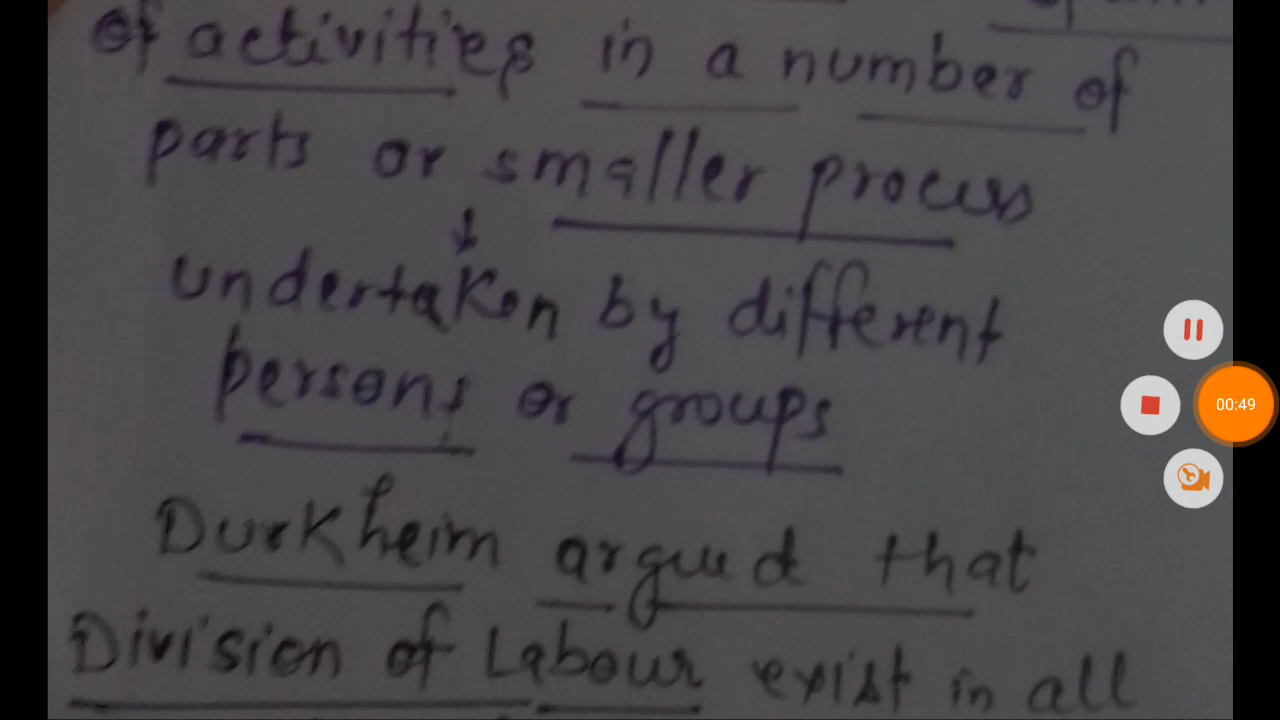 of activities in a number of
parts or smaller process
undertaken by different
persons or groups
Durkheim argued that
Division of Labour exist in all
00:49